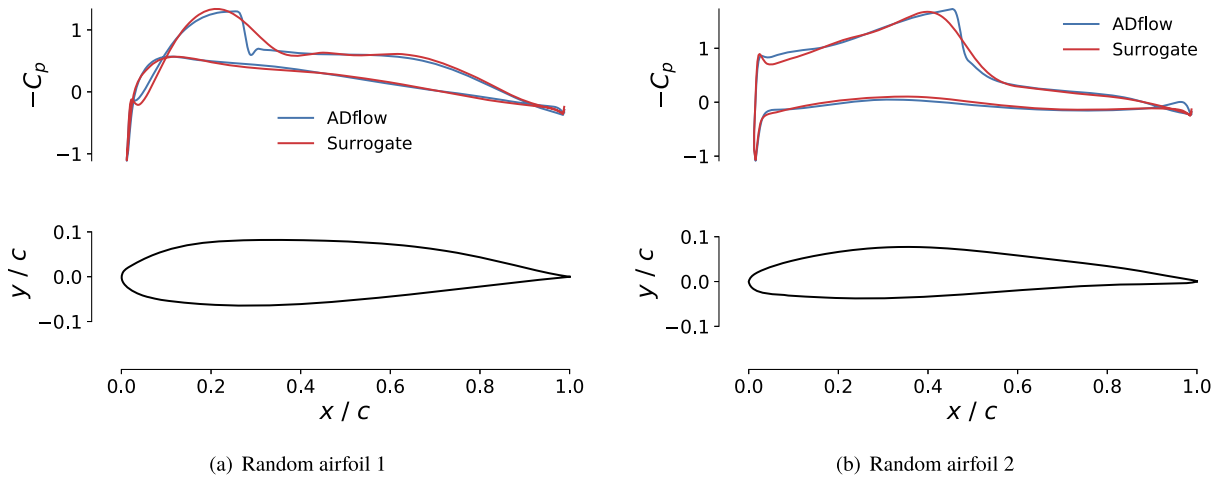 1
0
−1
−Cp
ADflow
Surrogate
0.1
0.0
−0.1
y / c
0.0 0.2 0.4 0.6 0.8 1.0
x / c
(a) Random airfoil 1
1
0
−1
−Cp
ADflow
Surrogate
0.1
0.0
−0.1
y / c
0.0 0.2 0.4 0.6 0.8 1.0
x / c
(b) Random airfoil 2